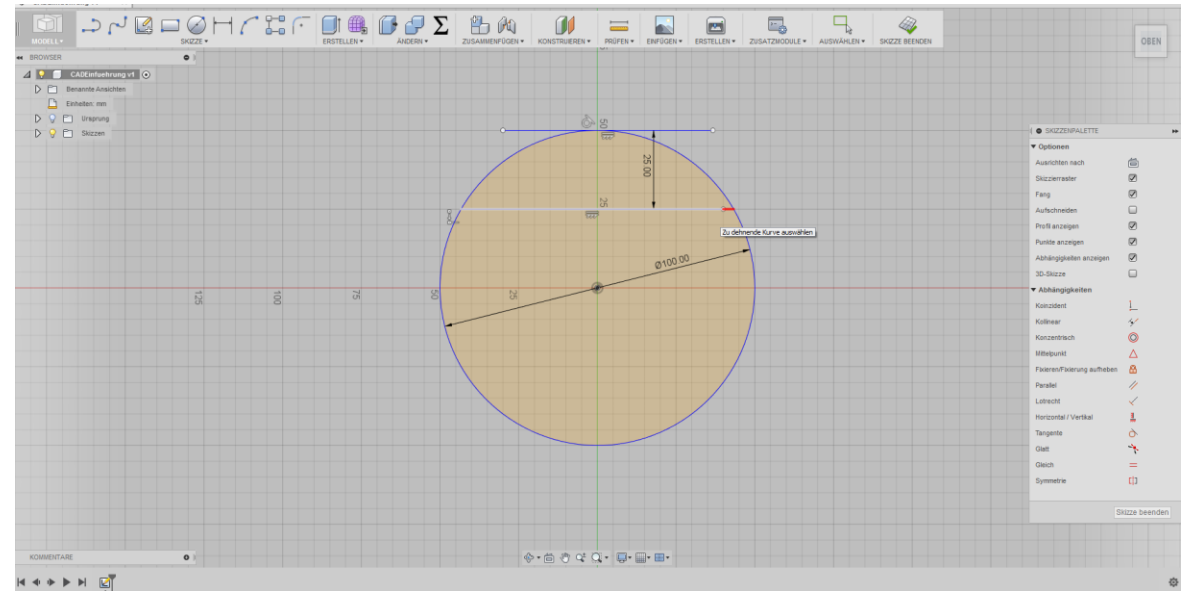 MODELL
SKIZZE
ERSTELLEN
ÄNDERN
ZUSAMMENFÜGEN
KONSTRUIEREN
PRÜFEN
EINFÜGEN
ERSTELLEN
ZUSATZMODULE
AUSWÄHLEN
SKIZZE BEENDEN
OBEN
BROWSER
CADEinfuehrung v1
Benannte Ansichten
Einheiten: mm
Ursprung
Skizzen
50
25.00
25
Zu dehnende Kurve auswählen
Ø100.00
125
100
75
50
25
SKIZZENPALETTE
Optionen
Ausrichten nach
Skizzierraster
Fang
Aufschneiden
Profil anzeigen
Punkte anzeigen
Abhängigkeiten anzeigen
3D-Skizze
Abhängigkeiten
Koinzident
Kollinear
Konzentrisch
Mittelpunkt
Fixieren/Fixierung aufheben
Parallel
Lotrecht
Horizontal / Vertikal
Tangente
Glatt
Gleich
Symmetrie
Skizze beenden
KOMMENTARE